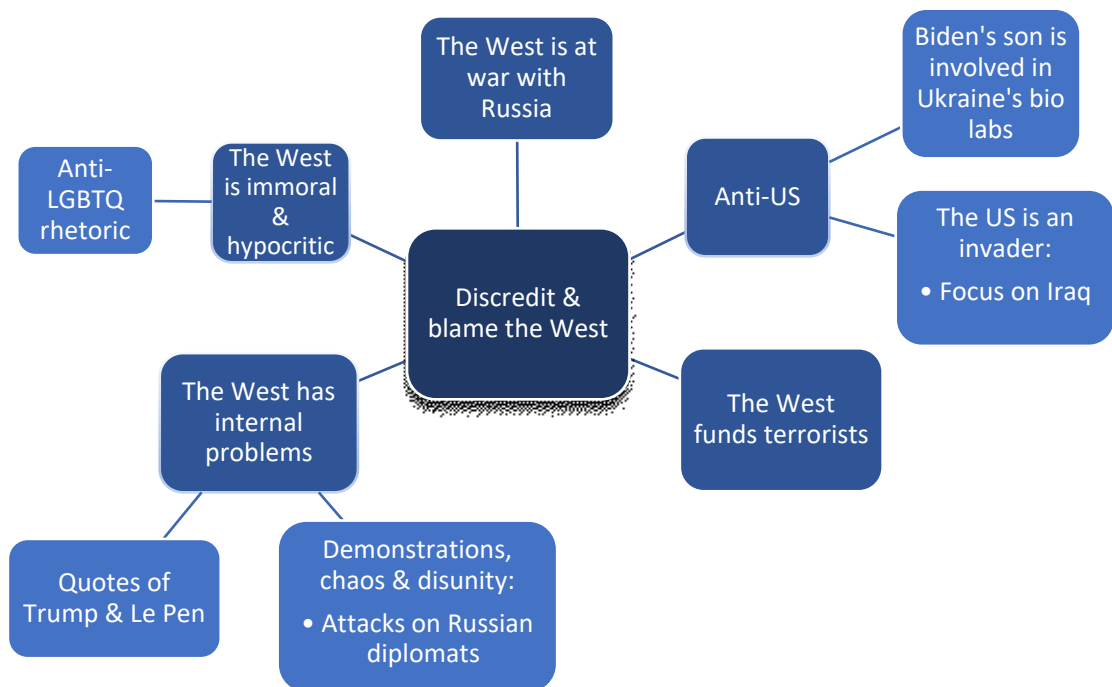 The West is at
war with
Russia
Biden's son is
involved in
Ukraine's bio
labs
Anti-
LGBTQ
rhetoric
The West
is immoral
&
hypocritic
Anti-US
The US is an
invader:
• Focus on Iraq
Discredit &
blame the West
The West has
internal
problems
The West
funds terrorists
Quotes of
Trump & Le Pen
Demonstrations,
chaos & disunity:
• Attacks on Russian
diplomats